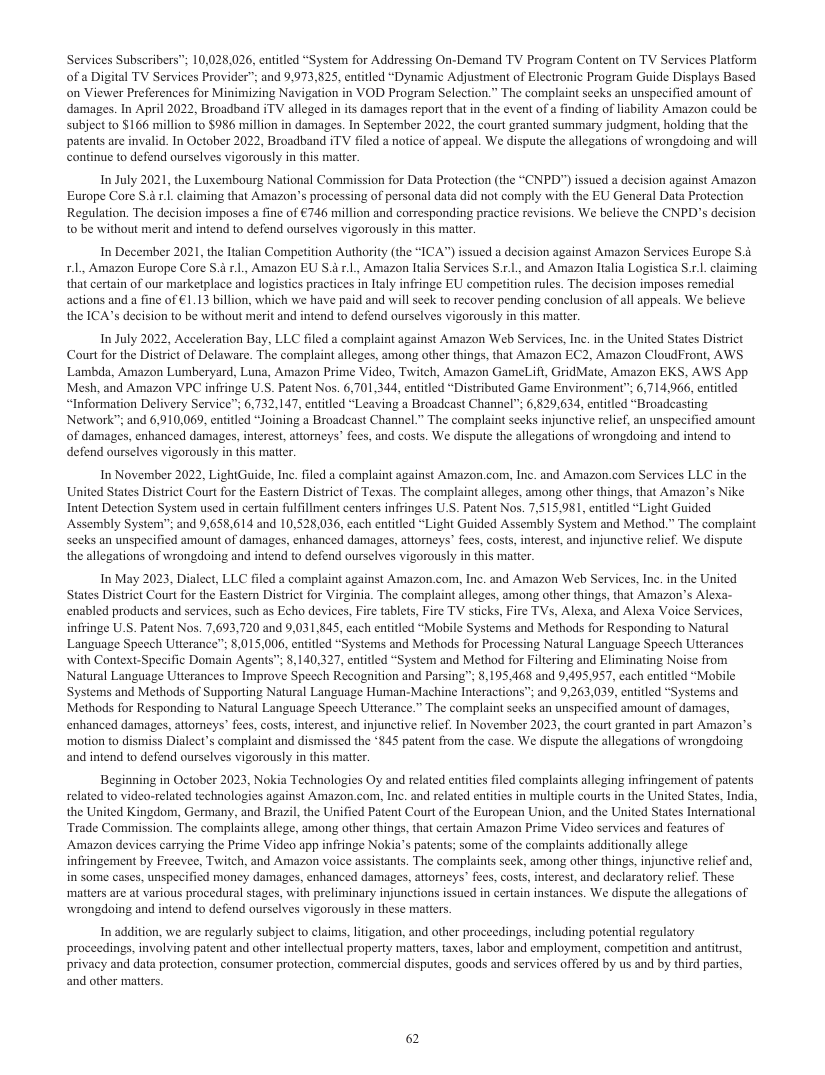 Services Subscribers”; 10,028,026, entitled “System for Addressing On-Demand TV Program Content on TV Services Platform
of a Digital TV Services Provider”; and 9,973,825, entitled “Dynamic Adjustment of Electronic Program Guide Displays Based
on Viewer Preferences for Minimizing Navigation in VOD Program Selection.” The complaint seeks an unspecified amount of
damages. In April 2022, Broadband iTV alleged in its damages report that in the event of a finding of liability Amazon could be
subject to $166 million to $986 million in damages. In September 2022, the court granted summary judgment, holding that the
patents are invalid. In October 2022, Broadband iTV filed a notice of appeal. We dispute the allegations of wrongdoing and will
continue to defend ourselves vigorously in this matter.
In July 2021, the Luxembourg National Commission for Data Protection (the “CNPD”) issued a decision against Amazon
Europe Core S.à r.l. claiming that Amazon’s processing of personal data did not comply with the EU General Data Protection
Regulation. The decision imposes a fine of €746 million and corresponding practice revisions. We believe the CNPD’s decision
to be without merit and intend to defend ourselves vigorously in this matter.
In December 2021, the Italian Competition Authority (the “ICA”) issued a decision against Amazon Services Europe S.à
r.l., Amazon Europe Core S.à r.l., Amazon EU S.à r.l., Amazon Italia Services S.r.l., and Amazon Italia Logistica S.r.l. claiming
that certain of our marketplace and logistics practices in Italy infringe EU competition rules. The decision imposes remedial
actions and a fine of €1.13 billion, which we have paid and will seek to recover pending conclusion of all appeals. We believe
the ICA’s decision to be without merit and intend to defend ourselves vigorously in this matter.
In July 2022, Acceleration Bay, LLC filed a complaint against Amazon Web Services, Inc. in the United States District
Court for the District of Delaware. The complaint alleges, among other things, that Amazon EC2, Amazon CloudFront, AWS
Lambda, Amazon Lumberyard, Luna, Amazon Prime Video, Twitch, Amazon GameLift, GridMate, Amazon EKS, AWS App
Mesh, and Amazon VPC infringe U.S. Patent Nos. 6,701,344, entitled “Distributed Game Environment”; 6,714,966, entitled
“Information Delivery Service”; 6,732,147, entitled “Leaving a Broadcast Channel”; 6,829,634, entitled “Broadcasting
Network”; and 6,910,069, entitled “Joining a Broadcast Channel.” The complaint seeks injunctive relief, an unspecified amount
of damages, enhanced damages, interest, attorneys’ fees, and costs. We dispute the allegations of wrongdoing and intend to
defend ourselves vigorously in this matter.
In November 2022, LightGuide, Inc. filed a complaint against Amazon.com, Inc. and Amazon.com Services LLC in the
United States District Court for the Eastern District of Texas. The complaint alleges, among other things, that Amazon’s Nike
Intent Detection System used in certain fulfillment centers infringes U.S. Patent Nos. 7,515,981, entitled “Light Guided
Assembly System”; and 9,658,614 and 10,528,036, each entitled “Light Guided Assembly System and Method.” The complaint
seeks an unspecified amount of damages, enhanced damages, attorneys’ fees, costs, interest, and injunctive relief. We dispute
the allegations of wrongdoing and intend to defend ourselves vigorously in this matter.
In May 2023, Dialect, LLC filed a complaint against Amazon.com, Inc. and Amazon Web Services, Inc. in the United
States District Court for the Eastern District for Virginia. The complaint alleges, among other things, that Amazon’s Alexa-
enabled products and services, such as Echo devices, Fire tablets, Fire TV sticks, Fire TVs, Alexa, and Alexa Voice Services,
infringe U.S. Patent Nos. 7,693,720 and 9,031,845, each entitled “Mobile Systems and Methods for Responding to Natural
Language Speech Utterance”; 8,015,006, entitled “Systems and Methods for Processing Natural Language Speech Utterances
with Context-Specific Domain Agents”; 8,140,327, entitled “System and Method for Filtering and Eliminating Noise from
Natural Language Utterances to Improve Speech Recognition and Parsing”; 8,195,468 and 9,495,957, each entitled “Mobile
Systems and Methods of Supporting Natural Language Human-Machine Interactions”; and 9,263,039, entitled “Systems and
Methods for Responding to Natural Language Speech Utterance.” The complaint seeks an unspecified amount of damages,
enhanced damages, attorneys’ fees, costs, interest, and injunctive relief. In November 2023, the court granted in part Amazon’s
motion to dismiss Dialect’s complaint and dismissed the ‘845 patent from the case. We dispute the allegations of wrongdoing
and intend to defend ourselves vigorously in this matter.
Beginning in October 2023, Nokia Technologies Oy and related entities filed complaints alleging infringement of patents
related to video-related technologies against Amazon.com, Inc. and related entities in multiple courts in the United States, India,
the United Kingdom, Germany, and Brazil, the Unified Patent Court of the European Union, and the United States International
Trade Commission. The complaints allege, among other things, that certain Amazon Prime Video services and features of
Amazon devices carrying the Prime Video app infringe Nokia’s patents; some of the complaints additionally allege
infringement by Freevee, Twitch, and Amazon voice assistants. The complaints seek, among other things, injunctive relief and,
in some cases, unspecified money damages, enhanced damages, attorneys’ fees, costs, interest, and declaratory relief. These
matters are at various procedural stages, with preliminary injunctions issued in certain instances. We dispute the allegations of
wrongdoing and intend to defend ourselves vigorously in these matters.
In addition, we are regularly subject to claims, litigation, and other proceedings, including potential regulatory
proceedings, involving patent and other intellectual property matters, taxes, labor and employment, competition and antitrust,
privacy and data protection, consumer protection, commercial disputes, goods and services offered by us and by third parties,
and other matters.
62